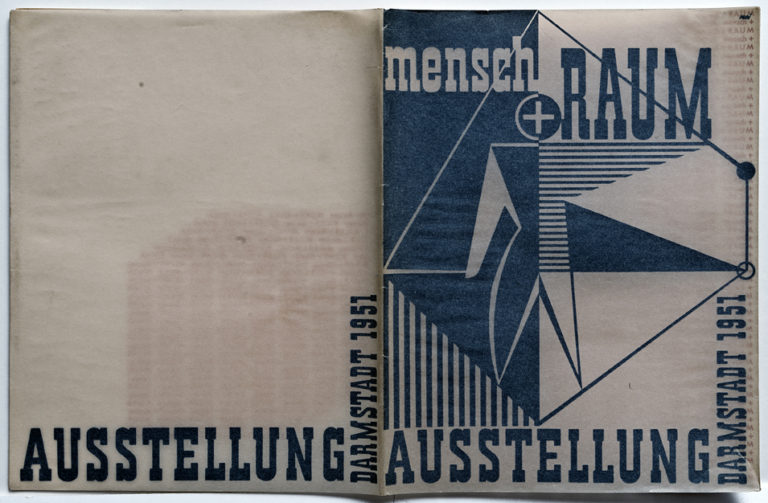 AUSSTELLUNG
DARMSTADT 1951
mensch
+
RAUM
DARMSTADT 1951
AUSSTELLUNG